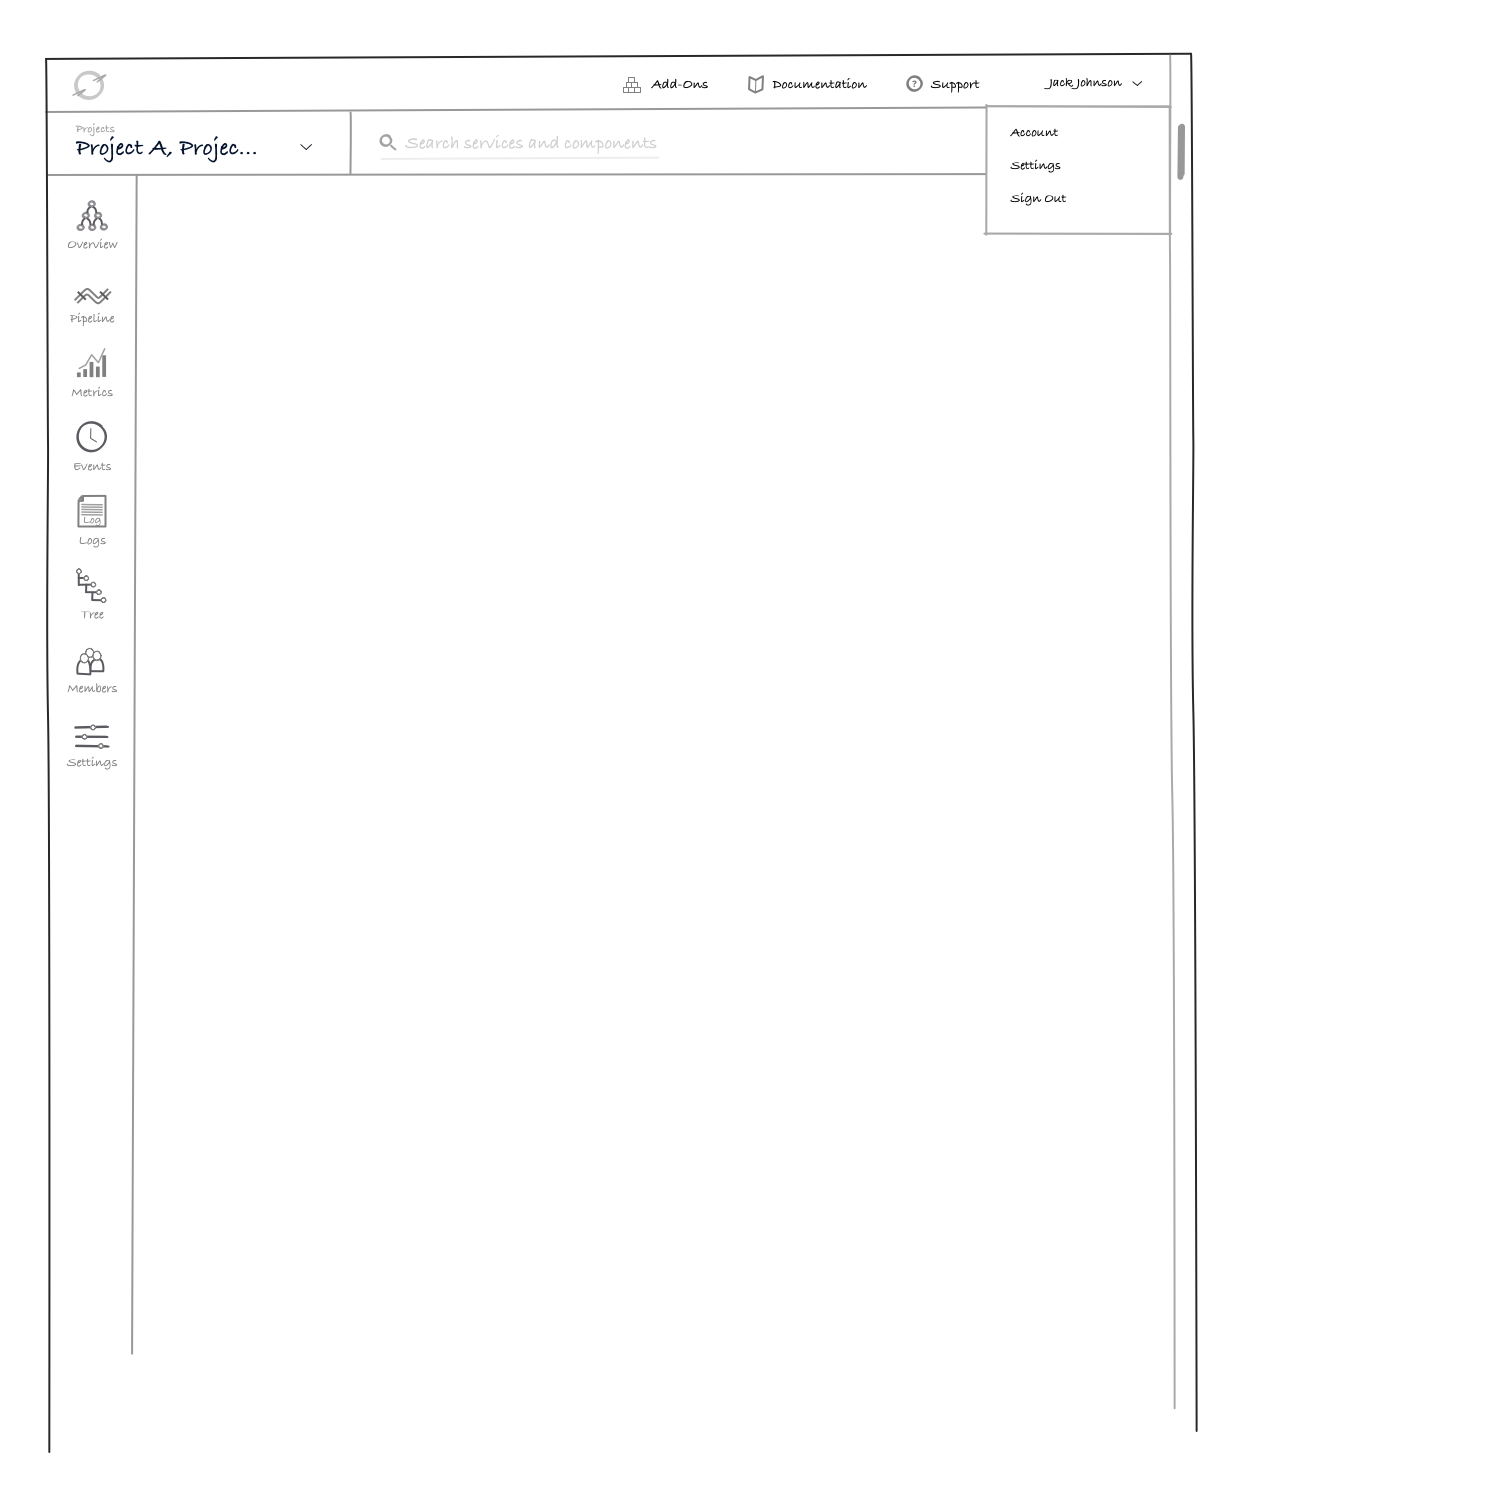 Add-Ons
Documentation
Support
Jack Johnson
Projects
Project A, Projec...
Search services and components
Account
Settings
Sign Out
Overview
Pipeline
Metrics
Events
Log
Logs
Tree
Members
Settings